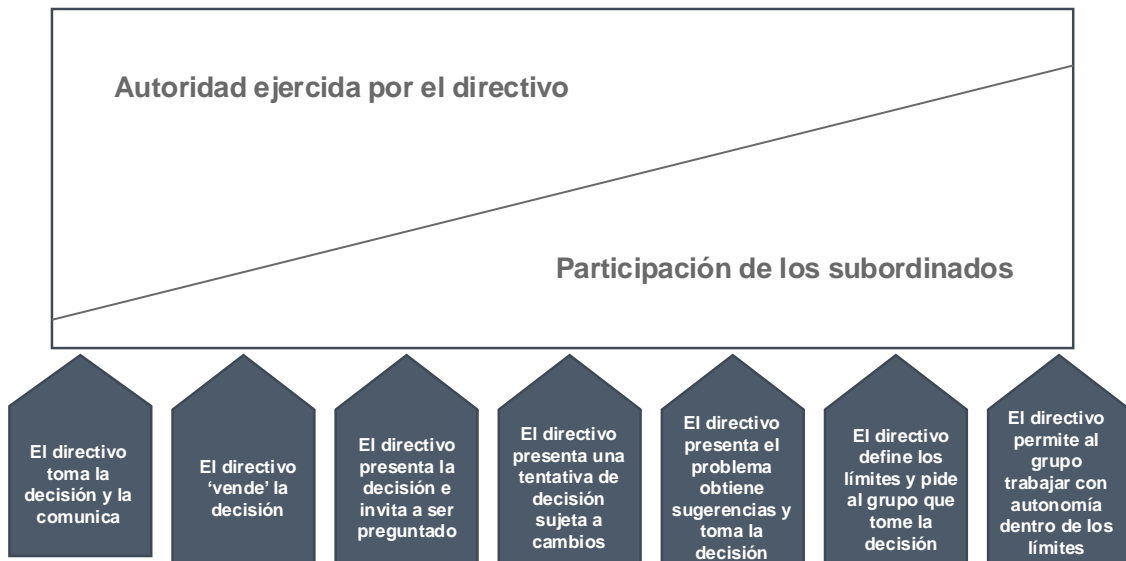 Autoridad ejercida por el directivo
Participación de los subordinados
El directivo
toma la
decisión y la
comunica
El directivo
‘vende’ la
decisión
El directivo
presenta la
decisión e
invita a ser
preguntado
El directivo
presenta una
tentativa de
decisión
sujeta a
cambios
El directivo
presenta el
problema
obtiene
sugerencias y
toma la
decisión
El directivo
define los
límites y pide
al grupo que
tome la
decisión
El directivo
permite al
grupo
trabajar con
autonomía
dentro de los
límites